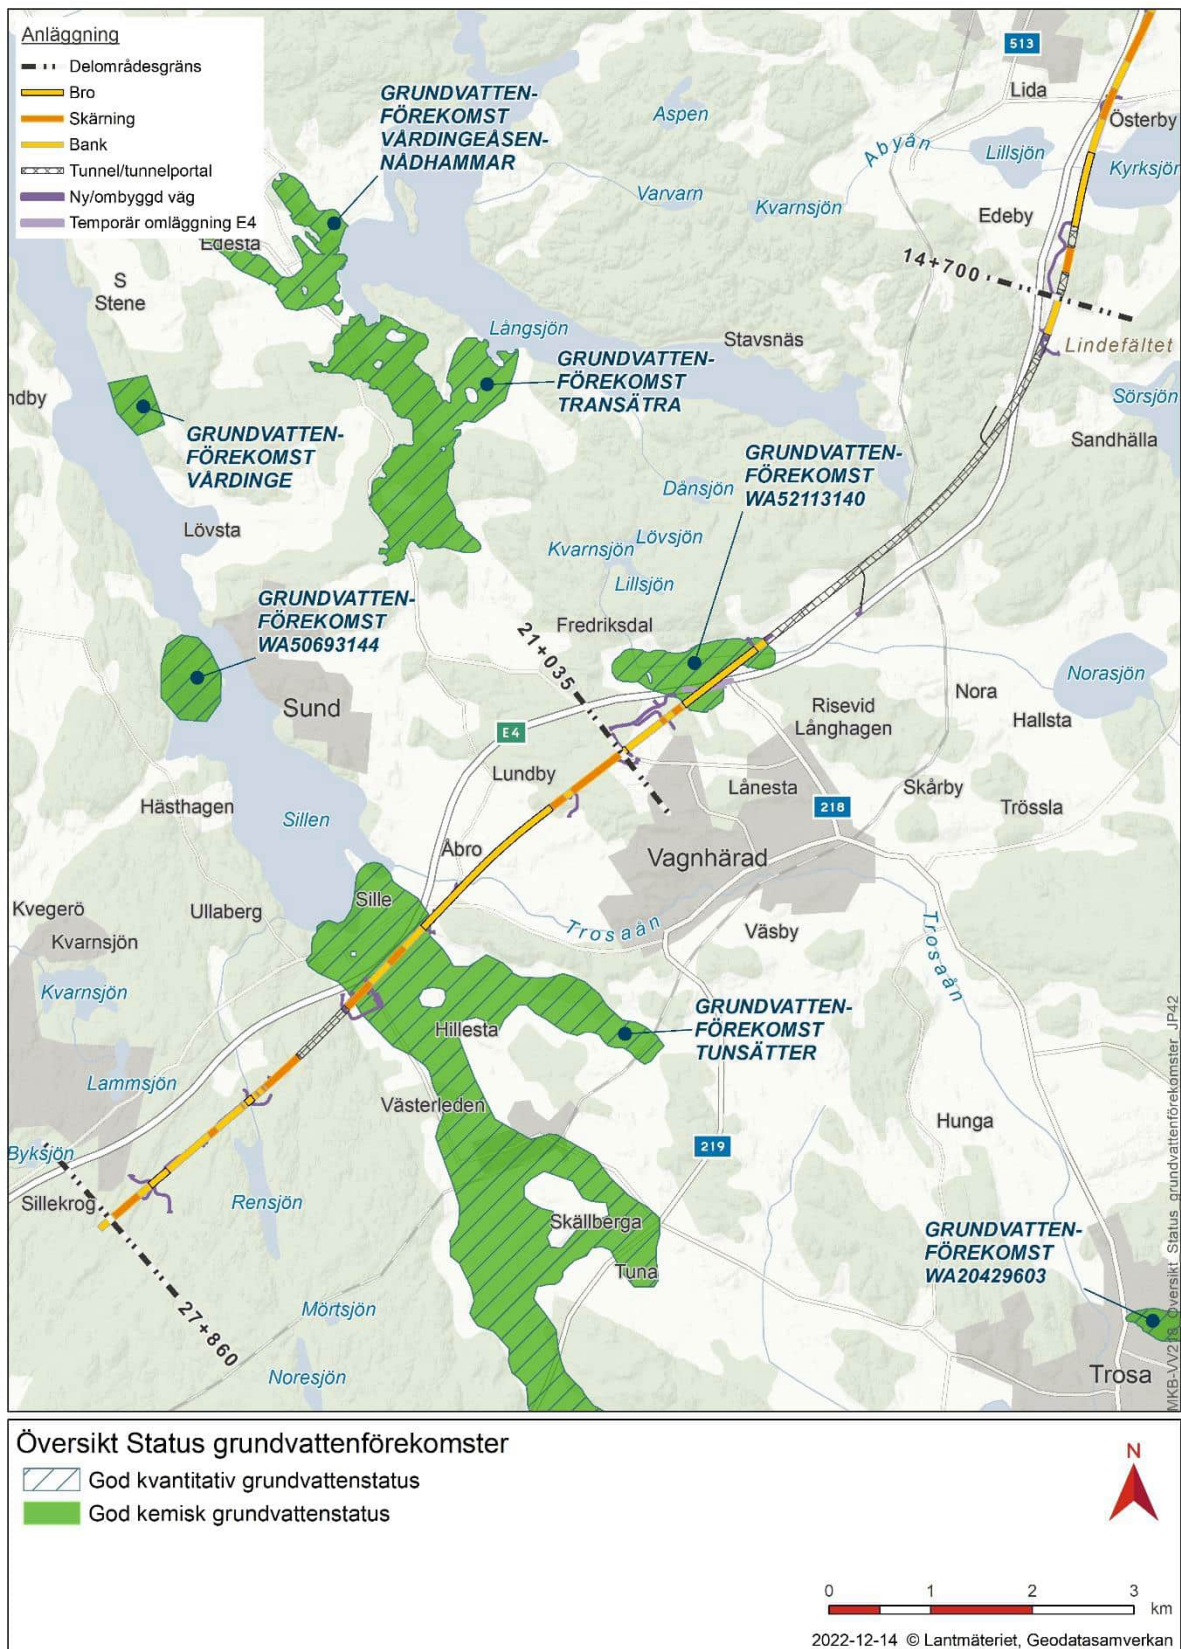 Anläggning
Delområdesgräns
Bro
Skärning
Bank
Tunnel/tunnelportal
Ny/ombyggd väg
Temporär omläggning E4
513
Lida
Österby
GRUNDVATTEN-
FÖREKOMST
VÅRDINGEÅSEN-
NÅDHAMMAR
Aspen
Åbyån
Lillsjön
Kyrksjön
Varvarn
Kvarnsjön
Edeby
Edesta
14+700
S
Stene
Långsjön
Stavsnäs
Lindefältet
GRUNDVATTEN-
FÖREKOMST
TRANSÄTRA
ndby
Sörsjön
Sandhälla
GRUNDVATTEN-
FÖREKOMST
VÅRDINGE
GRUNDVATTEN-
FÖREKOMST
WA52113140
Dånsjön
Lövsta
Kvarnsjön
Lövsjön
Lillsjön
GRUNDVATTEN-
FÖREKOMST
WA50693144
Fredriksdal
21+035
Norasjön
Nora
Sund
Risevid
Långhagen
Hallsta
E4
Lundby
Lånesta
Skårby
Hästhagen
Sillen
218
Trössla
Åbro
Vagnhärad
Sille
Kvegerö
Ullaberg
Trosaån
Väsby
Trosaån
Kvarnsjön
Kvarnsjön
GRUNDVATTEN-
FÖREKOMST
TUNSÄTTER
Hillesta
Lammsjön
Västerleden
Hunga
Byksjön
219
Sillekrog
Rensjön
Skällberga
GRUNDVATTEN-
FÖREKOMST
WA20429603
Tuna
27+860
Mörtsjön
Noresjön
Trosa
MKB-VV218_Översikt_Status_grundvattenförekomster_JP42
Översikt Status grundvattenförekomster
God kvantitativ grundvattenstatus
God kemisk grundvattenstatus
N
0 1 2 3
km
2022-12-14 © Lantmäteriet, Geodatasamverkan